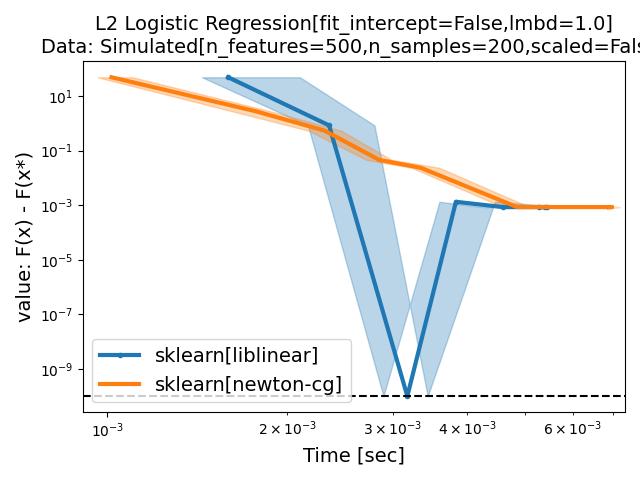 L2 Logistic Regression[fit_intercept=False,lmbd=1.0]
Data: Simulated[n_features=500,n_samples=200,scaled=Fals
value: F(x) - F(x*)
10¹
10⁻¹
10⁻³
10⁻⁵
10⁻⁷
10⁻⁹
sklearn[liblinear]
sklearn[newton-cg]
10⁻³
2 × 10⁻³
3 × 10⁻³
4 × 10⁻³
6 × 10⁻³
Time [sec]